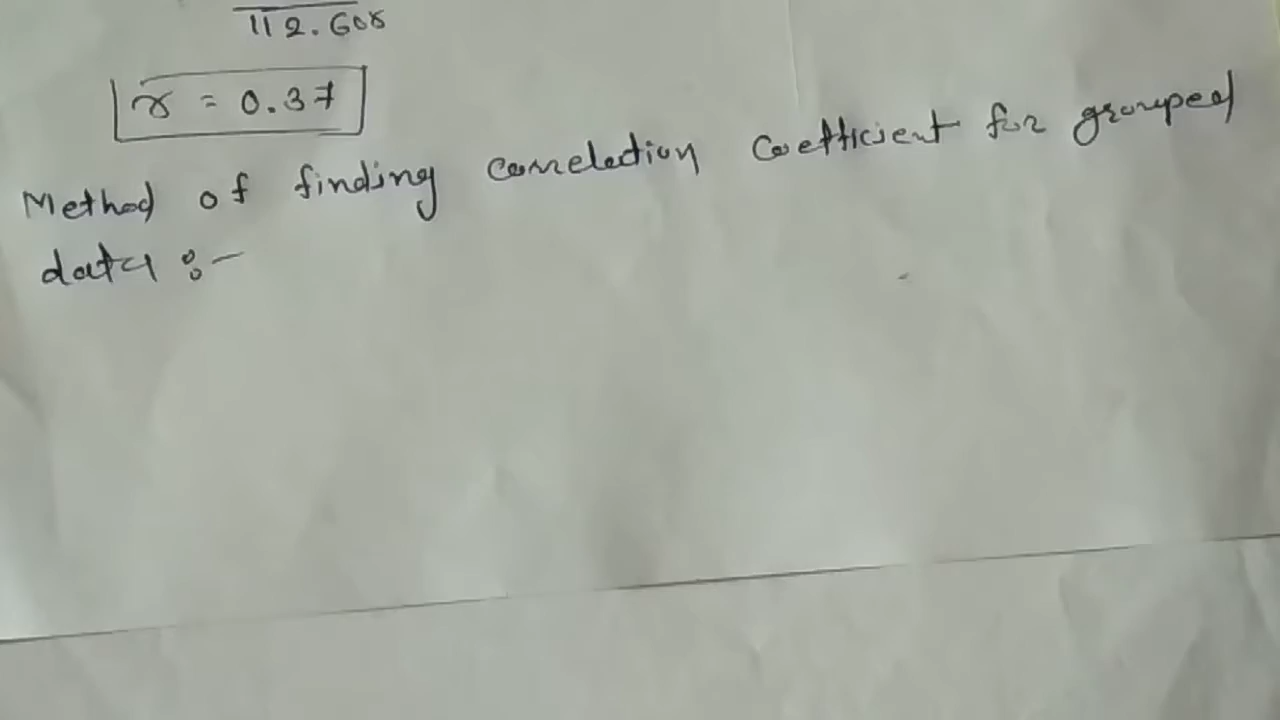 112.608
r = 0.37
Method of finding correlation coefficient for grouped
data :-